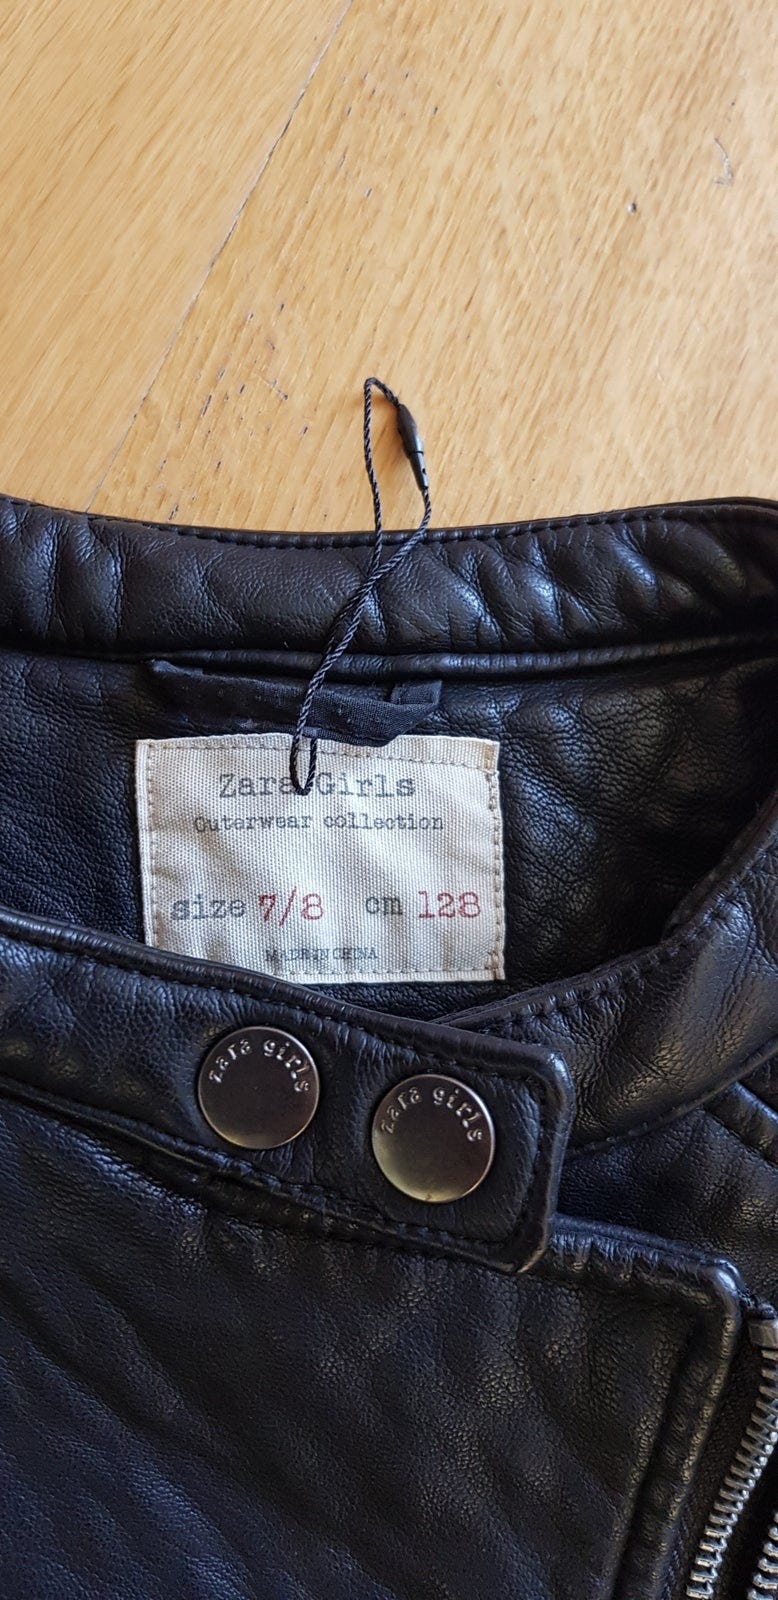 Zara Girls
Outerwear collection
size 7/8 cm 128
MADE IN CHINA
zara girls
zara girls